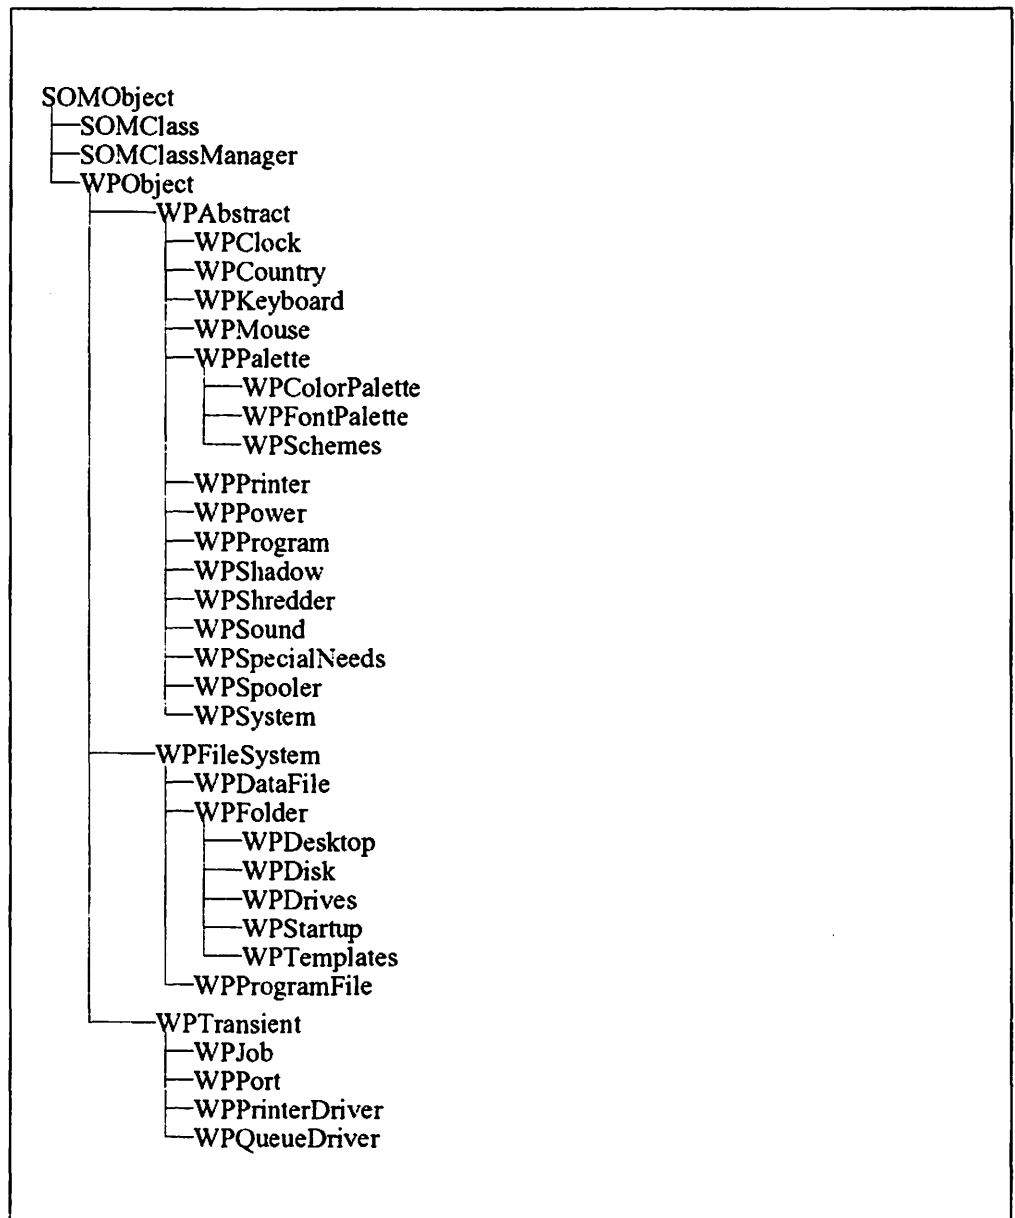 SOMObject
SOMClass
SOMClassManager
WPObject
WPAbstract
WPClock
WPCountry
WPKeyboard
WPMouse
WPPalette
WPColorPalette
WPFontPalette
WPSchemes
WPPrinter
WPPower
WPProgram
WPShadow
WPShredder
WPSound
WPSpecialNeeds
WPSpooler
WPSystem
WPFileSystem
WPDataFile
WPFolder
WPDesktop
WPDisk
WPDrives
WPStartup
WPTemplates
WPProgramFile
WPTransient
WPJob
WPPort
WPPrinterDriver
WPQueueDriver